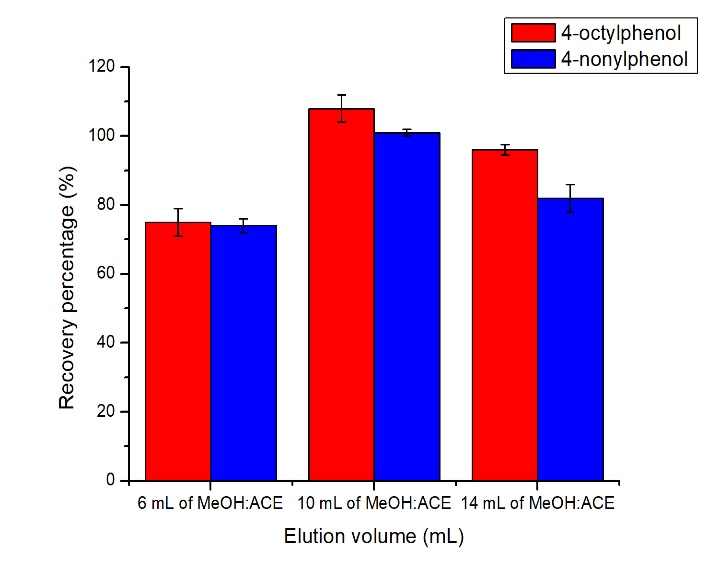 4-octylphenol
4-nonylphenol
120
100
80
60
40
20
0
Recovery percentage (%)
6 mL of MeOH:ACE
10 mL of MeOH:ACE
14 mL of MeOH:ACE
Elution volume (mL)